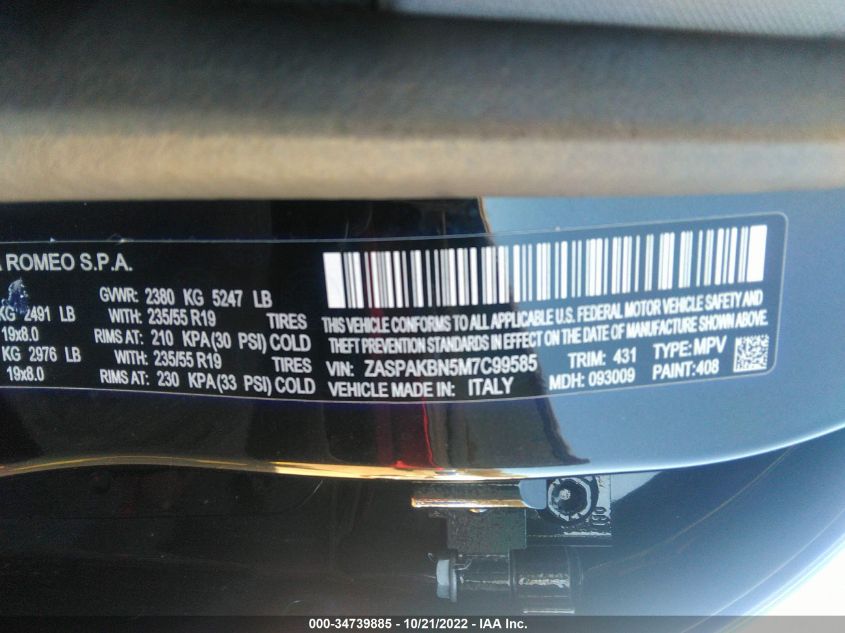 A ROMEO S.P.A.
GVWR: 2380 KG 5247 LB
KG 2491 LB WITH: 235/55 R19 TIRES
19x8.0 RIMS AT: 210 KPA(30 PSI) COLD
KG 2976 LB WITH: 235/55 R19 TIRES
19x8.0 RIMS AT: 230 KPA(33 PSI) COLD
THIS VEHICLE CONFORMS TO ALL APPLICABLE U.S. FEDERAL MOTOR VEHICLE SAFETY AND
THEFT PREVENTION STANDARDS IN EFFECT ON THE DATE OF MANUFACTURE SHOWN ABOVE.
VIN: ZASPAKBN5M7C99585 TRIM: 431 TYPE: MPV
VEHICLE MADE IN: ITALY MDH: 093009 PAINT:408
000-34739885 - 10/21/2022 - IAA Inc.